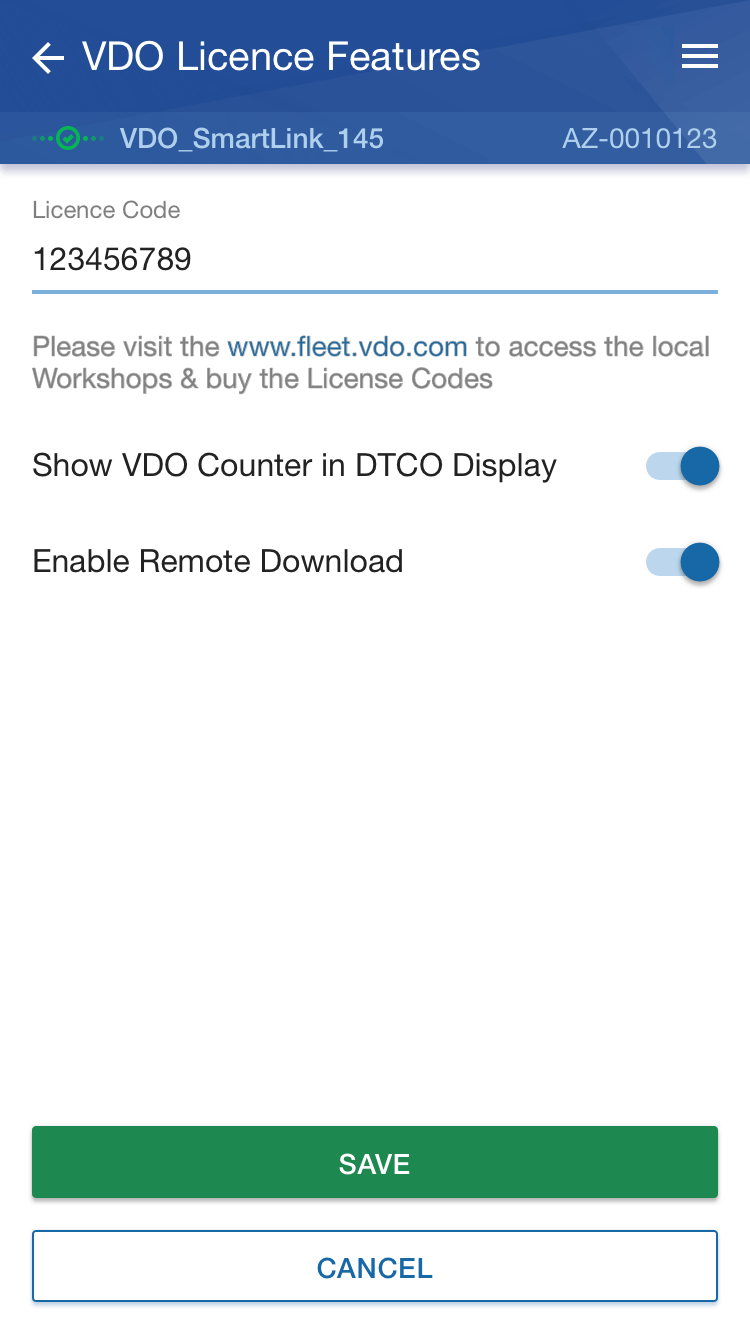 VDO Licence Features
VDO_SmartLink_145 AZ-0010123
Licence Code
123456789
Please visit the www.fleet.vdo.com to access the local
Workshops & buy the License Codes
Show VDO Counter in DTCO Display
Enable Remote Download
SAVE
CANCEL